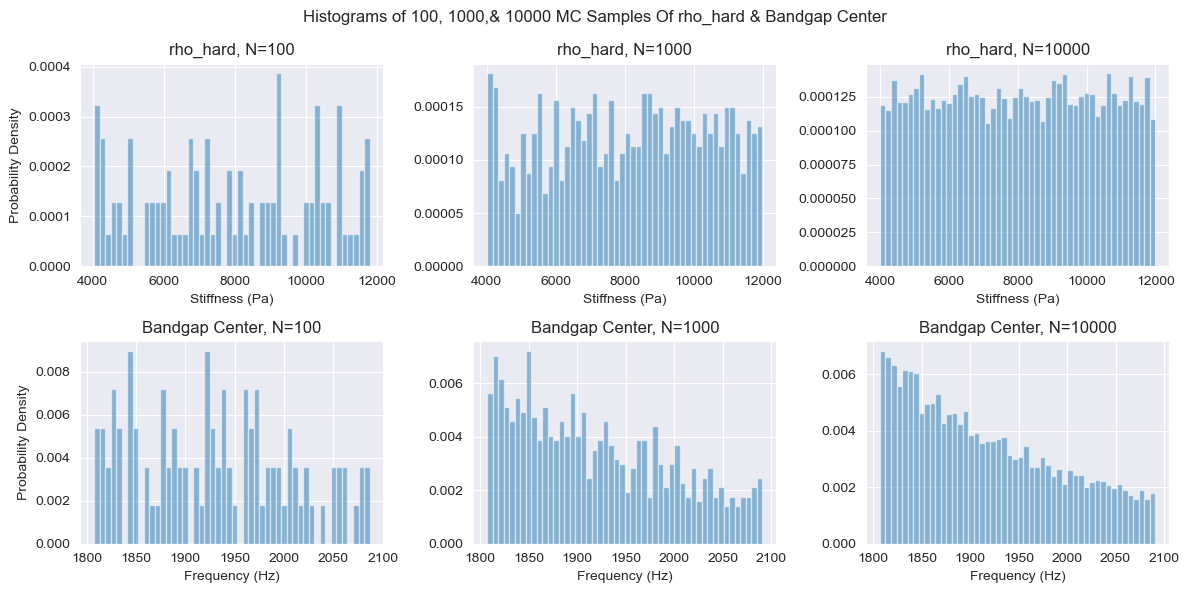 Histograms of 100, 1000,& 10000 MC Samples Of rho_hard & Bandgap Center
rho_hard, N=100
0.0004
0.0003
0.0002
0.0001
0.0000
Probability Density
4000 6000 8000 10000 12000
Stiffness (Pa)
rho_hard, N=1000
0.00015
0.00010
0.00005
0.00000
4000 6000 8000 10000 12000
Stiffness (Pa)
rho_hard, N=10000
0.000125
0.000100
0.000075
0.000050
0.000025
0.000000
4000 6000 8000 10000 12000
Stiffness (Pa)
Bandgap Center, N=100
0.008
0.006
0.004
0.002
0.000
Probability Density
1800 1850 1900 1950 2000 2050 2100
Frequency (Hz)
Bandgap Center, N=1000
0.006
0.004
0.002
0.000
1800 1850 1900 1950 2000 2050 2100
Frequency (Hz)
Bandgap Center, N=10000
0.006
0.004
0.002
0.000
1800 1850 1900 1950 2000 2050 2100
Frequency (Hz)